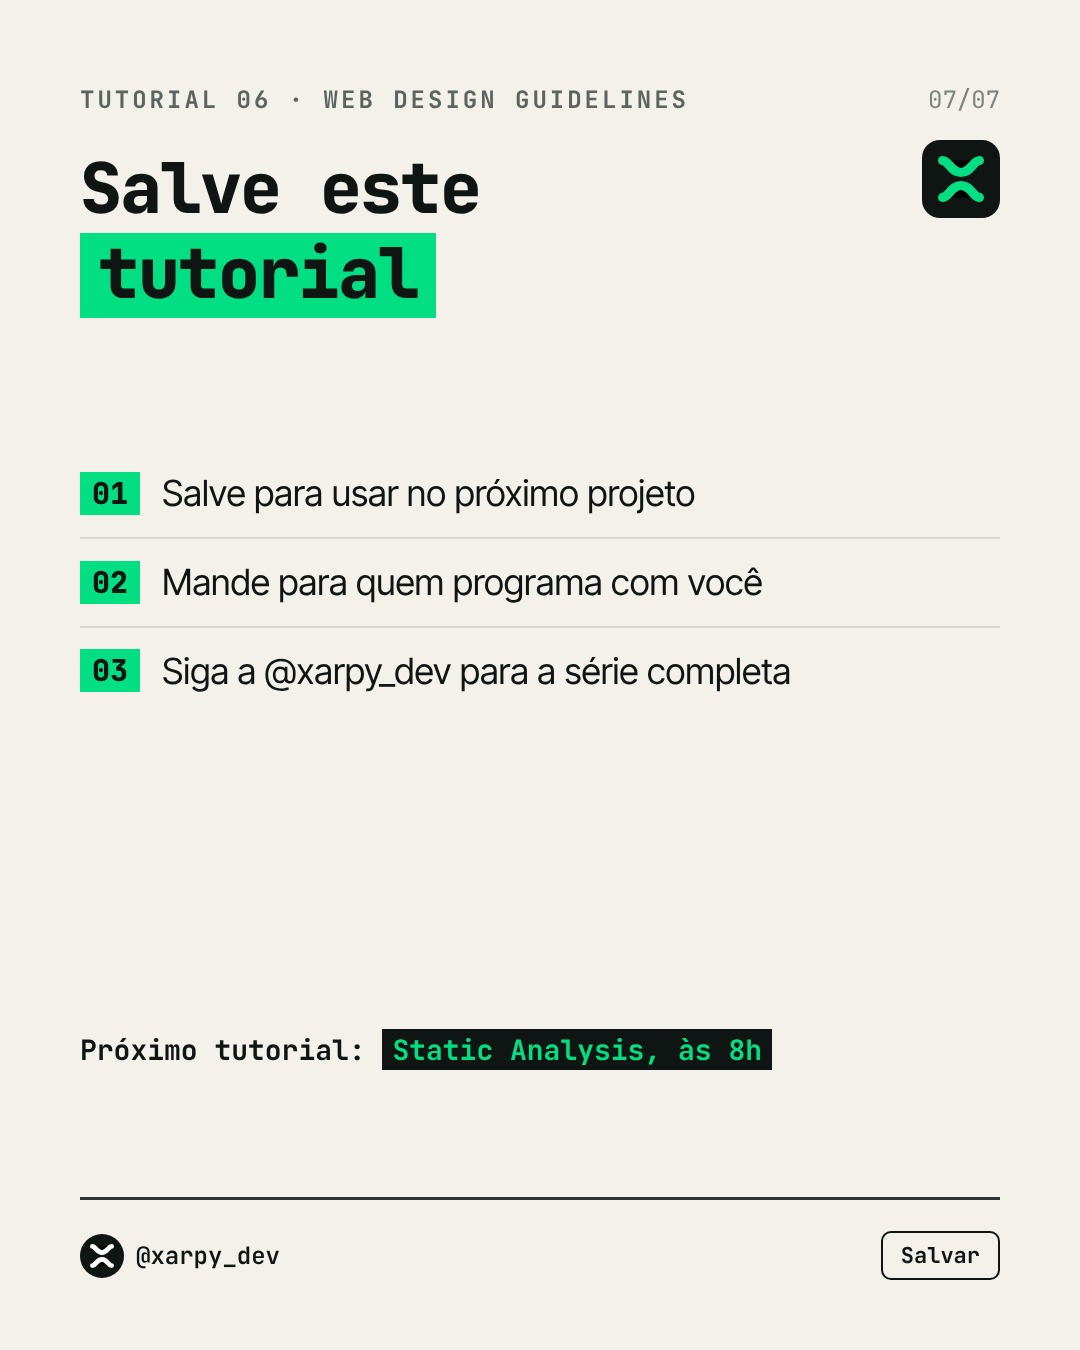 TUTORIAL 06 · WEB DESIGN GUIDELINES
07/07
Salve este
tutorial
01 Salve para usar no próximo projeto
02 Mande para quem programa com você
03 Siga a @xarpy_dev para a série completa
Próximo tutorial: Static Analysis, às 8h
@xarpy_dev
Salvar